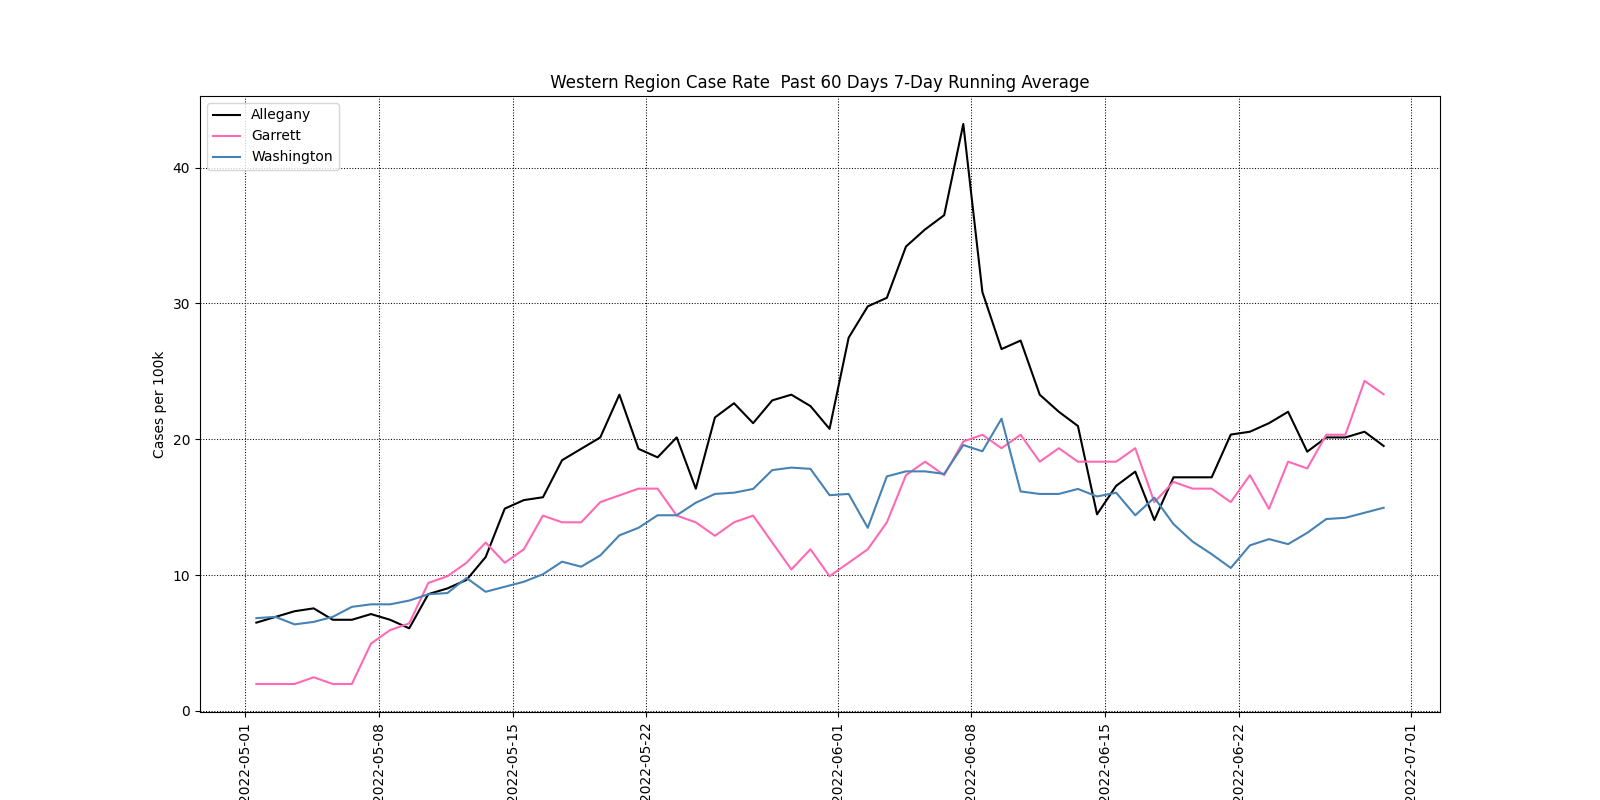 Western Region Case Rate  Past 60 Days 7-Day Running Average
Allegany
Garrett
Washington
Cases per 100k
40
30
20
10
0
2022-05-01
2022-05-08
2022-05-15
2022-05-22
2022-06-01
2022-06-08
2022-06-15
2022-06-22
2022-07-01